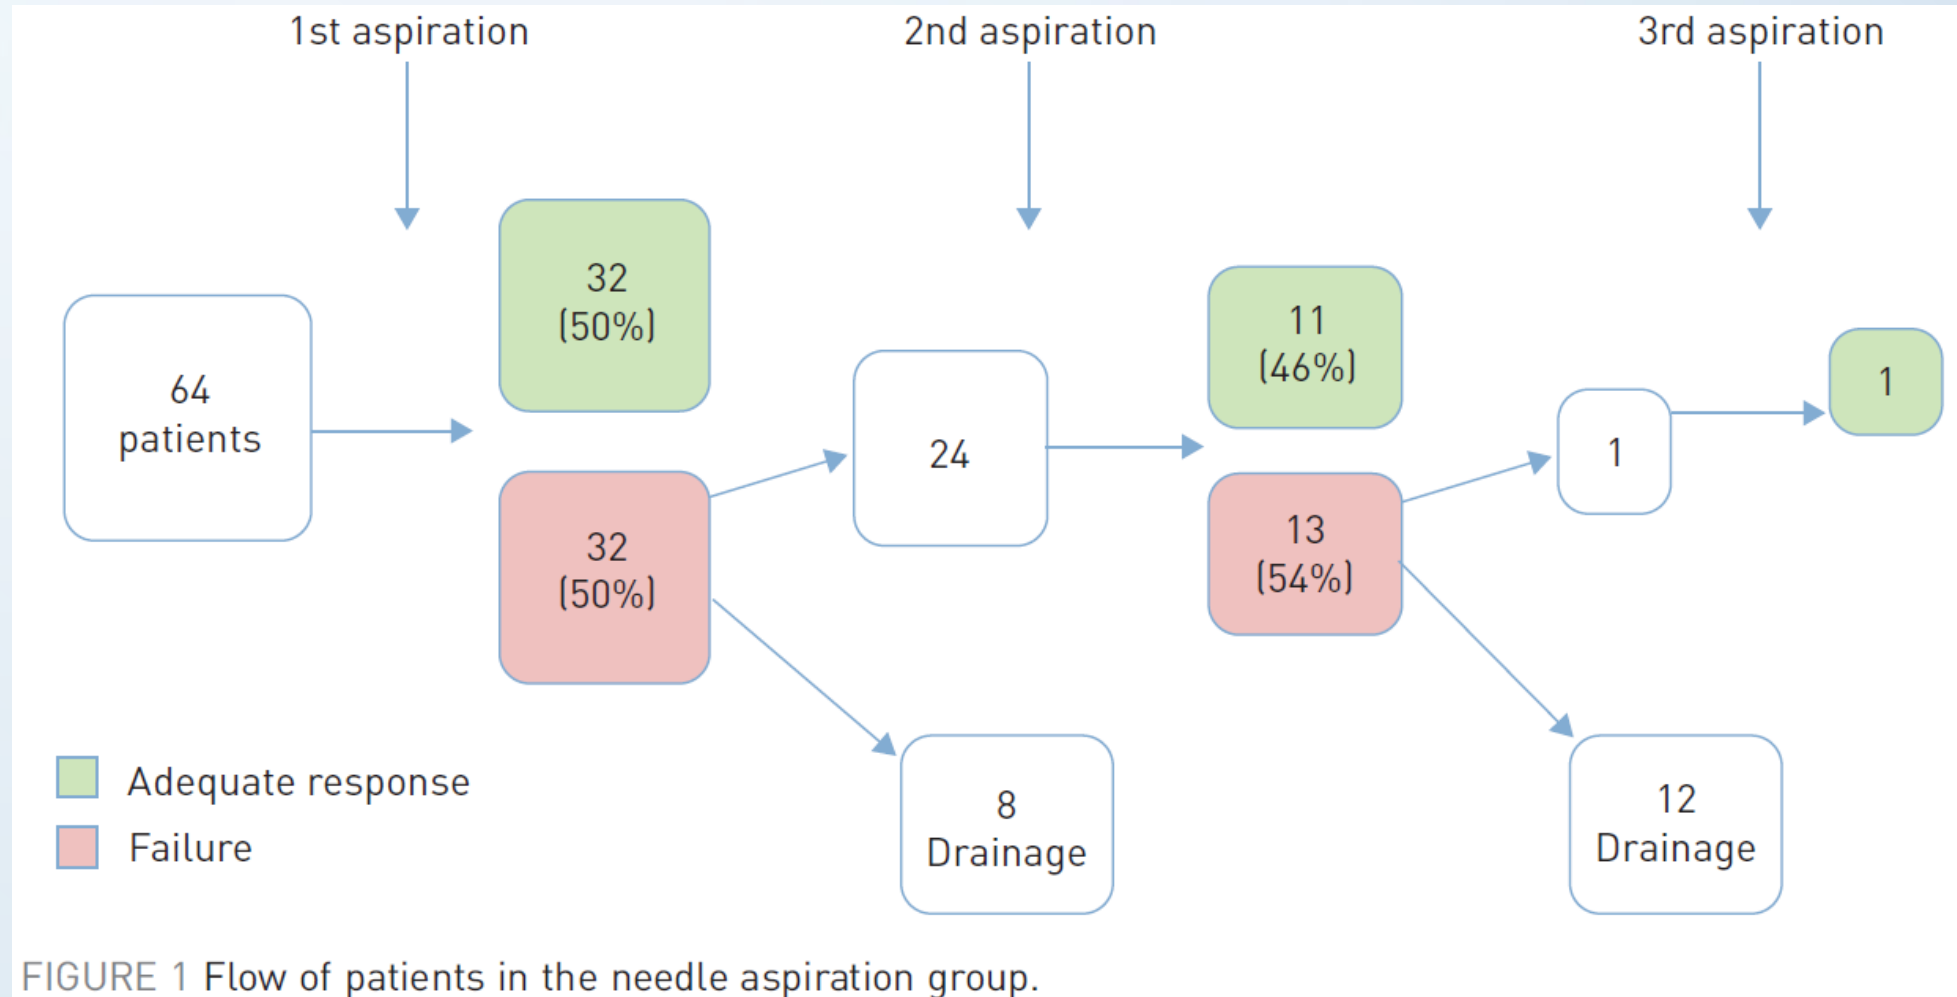 1st aspiration
2nd aspiration
3rd aspiration
64
patients
32
(50%)
32
(50%)
24
8
Drainage
11
(46%)
13
(54%)
1
12
Drainage
1
Adequate response
Failure
FIGURE 1 Flow of patients in the needle aspiration group.